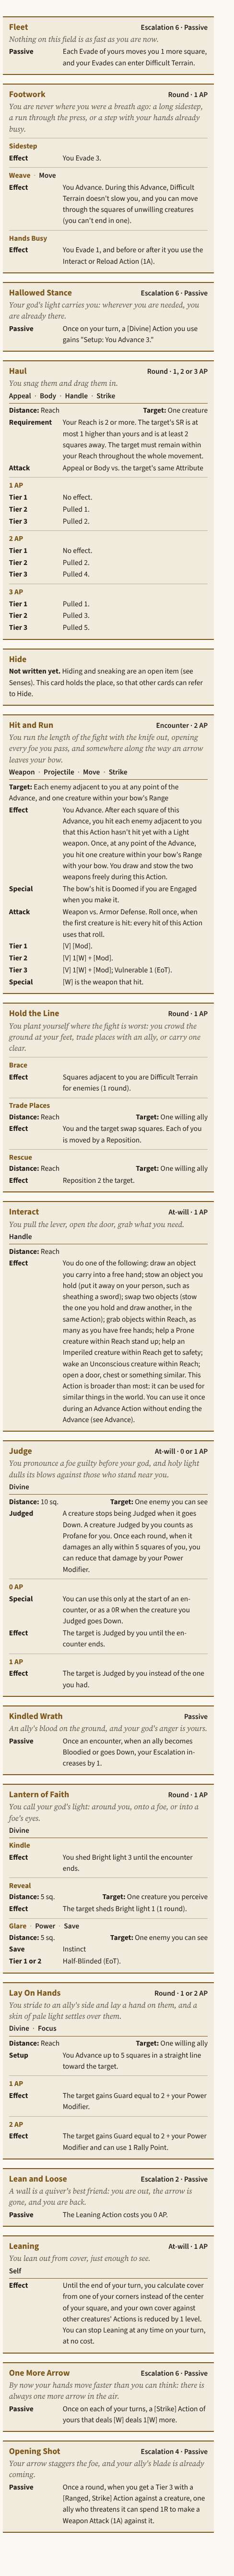 Fleet Escalation 6 · Passive
Nothing on this field is as fast as you are now.
Passive Each Evade of yours moves you 1 more square,
and your Evades can enter Difficult Terrain.
Footwork Round · 1 AP
You are never where you were a breath ago: a long sidestep,
a run through the press, or a step with your hands already
busy.
Sidestep
Effect You Evade 3.
Weave · Move
Effect You Advance. During this Advance, Difficult
Terrain doesn't slow you, and you can move
through the squares of unwilling creatures
(you can't end in one).
Hands Busy
Effect You Evade 1, and before or after it you use the
Interact or Reload Action (1A).
Hallowed Stance Escalation 6 · Passive
Your god's light carries you: wherever you are needed, you
are already there.
Passive Once on your turn, a [Divine] Action you use
gains "Setup: You Advance 3."
Haul Round · 1, 2 or 3 AP
You snag them and drag them in.
Appeal · Body · Handle · Strike
Distance: Reach Target: One creature
Requirement Your Reach is 2 or more. The target's SR is at
most 1 higher than yours and is at least 2
squares away. The target must remain within
your Reach throughout the whole movement.
Attack Appeal or Body vs. the target's same Attribute
1 AP
Tier 1 No effect.
Tier 2 Pulled 1.
Tier 3 Pulled 2.
2 AP
Tier 1 No effect.
Tier 2 Pulled 2.
Tier 3 Pulled 4.
3 AP
Tier 1 Pulled 1.
Tier 2 Pulled 3.
Tier 3 Pulled 5.
Hide
Not written yet. Hiding and sneaking are an open item (see
Senses). This card holds the place, so that other cards can refer
to Hide.
Hit and Run Encounter · 2 AP
You run the length of the fight with the knife out, opening
every foe you pass, and somewhere along the way an arrow
leaves your bow.
Weapon · Projectile · Move · Strike
Target: Each enemy adjacent to you at any point of the
Advance, and one creature within your bow's Range
Effect You Advance. After each square of this
Advance, you hit each enemy adjacent to you
that this Action hasn't hit yet with a Light
weapon. Once, at any point of the Advance,
you hit one creature within your bow's Range
with your bow. You draw and stow the two
weapons freely during this Action.
Special The bow's hit is Doomed if you are Engaged
when you make it.
Attack Weapon vs. Armor Defense. Roll once, when
the first creature is hit: every hit of this Action
uses that roll.
Tier 1 [V] [Mod].
Tier 2 [V] 1[W] + [Mod].
Tier 3 [V] 1[W] + [Mod]; Vulnerable 1 (EoT).
Special [W] is the weapon that hit.
Hold the Line Round · 1 AP
You plant yourself where the fight is worst: you crowd the
ground at your feet, trade places with an ally, or carry one
clear.
Brace
Effect Squares adjacent to you are Difficult Terrain
for enemies (1 round).
Trade Places
Distance: Reach Target: One willing ally
Effect You and the target swap squares. Each of you
is moved by a Reposition.
Rescue
Distance: Reach Target: One willing ally
Effect Reposition 2 the target.
Interact At-will · 1 AP
You pull the lever, open the door, grab what you need.
Handle
Distance: Reach
Effect You do one of the following: draw an object
you carry into a free hand; stow an object you
hold (put it away on your person, such as
sheathing a sword); swap two objects (stow
the one you hold and draw another, in the
same Action); grab objects within Reach, as
many as you have free hands; help a Prone
creature within Reach stand up; help an
Imperiled creature within Reach get to safety;
wake an Unconscious creature within Reach;
open a door, chest or something similar. This
Action is broader than most: it can be used for
similar things in the world. You can use it once
during an Advance Action without ending the
Advance (see Advance).
Judge At-will · 0 or 1 AP
You pronounce a foe guilty before your god, and holy light
dulls its blows against those who stand near you.
Divine
Distance: 10 sq. Target: One enemy you can see
Judged A creature stops being Judged when it goes
Down. A creature Judged by you counts as
Profane for you. Once each round, when it
damages an ally within 5 squares of you, you
can reduce that damage by your Power
Modifier.
0 AP
Special You can use this only at the start of an en-
counter, or as a 0R when the creature you
Judged goes Down.
Effect The target is Judged by you until the en-
counter ends.
1 AP
Effect The target is Judged by you instead of the one
you had.
Kindled Wrath Passive
An ally's blood on the ground, and your god's anger is yours.
Passive Once an encounter, when an ally becomes
Bloodied or goes Down, your Escalation in-
creases by 1.
Lantern of Faith Round · 1 AP
You call your god's light: around you, onto a foe, or into a
foe's eyes.
Divine
Kindle
Effect You shed Bright light 3 until the encounter
ends.
Reveal
Distance: 5 sq. Target: One creature you perceive
Effect The target sheds Bright light 1 (1 round).
Glare · Power · Save
Distance: 5 sq. Target: One enemy you can see
Save Instinct
Tier 1 or 2 Half-Blinded (EoT).
Lay On Hands Round · 1 or 2 AP
You stride to an ally's side and lay a hand on them, and a
skin of pale light settles over them.
Divine · Focus
Distance: Reach Target: One willing ally
Setup You Advance up to 5 squares in a straight line
toward the target.
1 AP
Effect The target gains Guard equal to 2 + your Power
Modifier.
2 AP
Effect The target gains Guard equal to 2 + your Power
Modifier and can use 1 Rally Point.
Lean and Loose Escalation 2 · Passive
A wall is a quiver's best friend: you are out, the arrow is
gone, and you are back.
Passive The Leaning Action costs you 0 AP.
Leaning At-will · 1 AP
You lean out from cover, just enough to see.
Self
Effect Until the end of your turn, you calculate cover
from one of your corners instead of the center
of your square, and your own cover against
other creatures' Actions is reduced by 1 level.
You can stop Leaning at any time on your turn,
at no cost.
One More Arrow Escalation 6 · Passive
By now your hands move faster than you can think: there is
always one more arrow in the air.
Passive Once on each of your turns, a [Strike] Action of
yours that deals [W] deals 1[W] more.
Opening Shot Escalation 4 · Passive
Your arrow staggers the foe, and your ally's blade is already
coming.
Passive Once a round, when you get a Tier 3 with a
[Ranged, Strike] Action against a creature, one
ally who threatens it can spend 1R to make a
Weapon Attack (1A) against it.